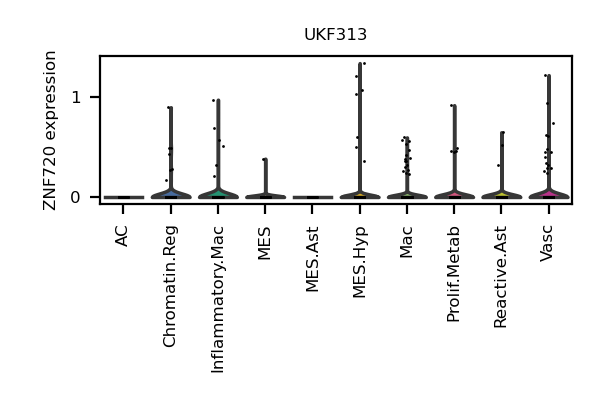 UKF313
ZNF720 expression
1
0
AC
Chromatin.Reg
Inflammatory.Mac
MES
MES.Ast
MES.Hyp
Mac
Prolif.Metab
Reactive.Ast
Vasc